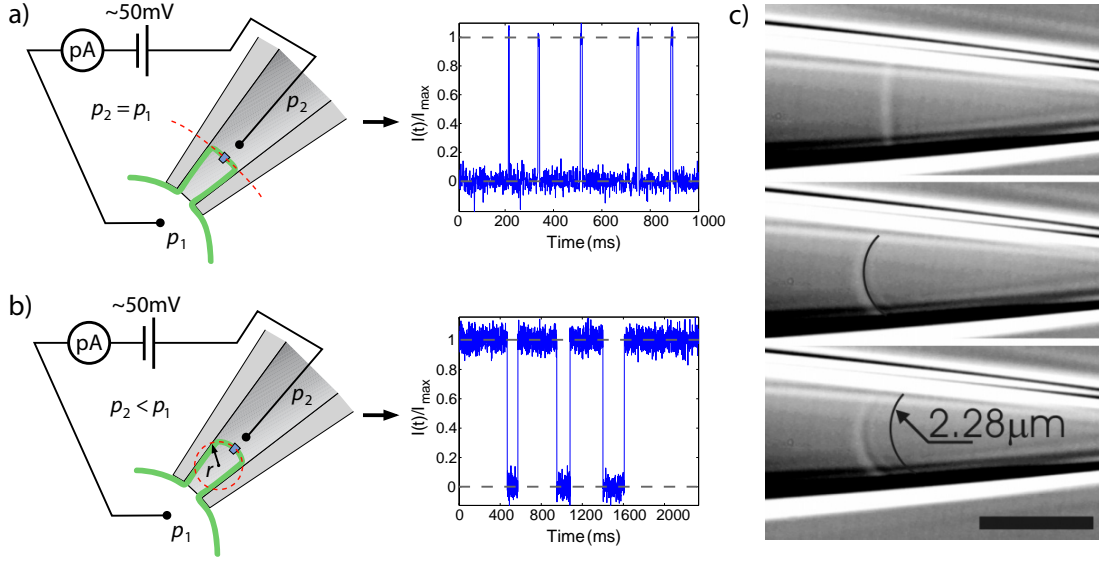 a)
~50mV
pA
p2 = p1
p2
p1
I(t)/Imax
1
0.8
0.6
0.4
0.2
0
0 200 400 600 800 1000
Time (ms)
b)
~50mV
pA
p2 < p1
p2
r
p1
I(t)/Imax
1
0.8
0.6
0.4
0.2
0
0 400 800 1200 1600 2000
Time (ms)
c)
2.28µm